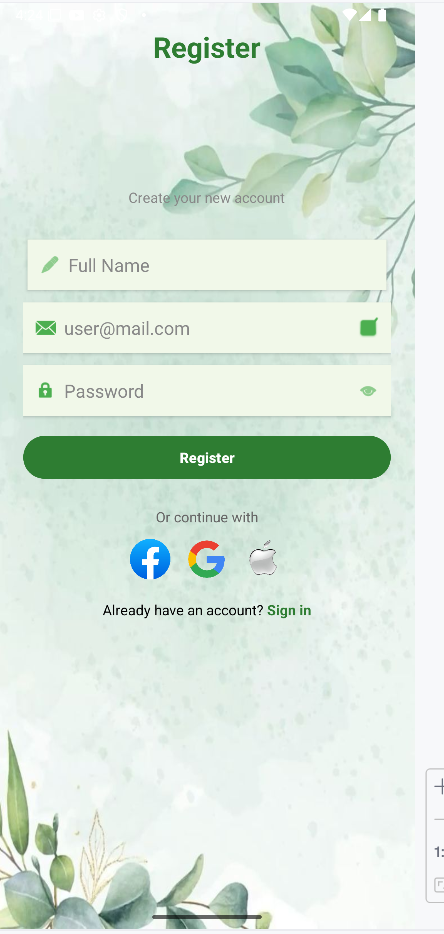 Register
Create your new account
Full Name
user@mail.com
Password
Register
Or continue with
Already have an account? Sign in
1: